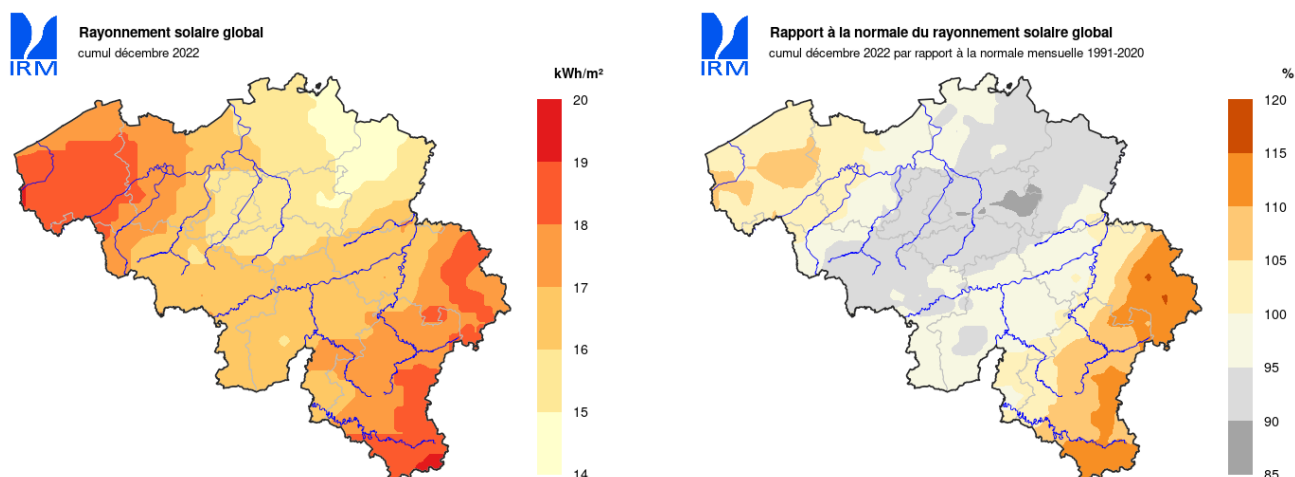 IRM
Rayonnement solaire global
cumul décembre 2022
kWh/m²
20
19
18
17
16
15
14
IRM
Rapport à la normale du rayonnement solaire global
cumul décembre 2022 par rapport à la normale mensuelle 1991-2020
%
120
115
110
105
100
95
90
85